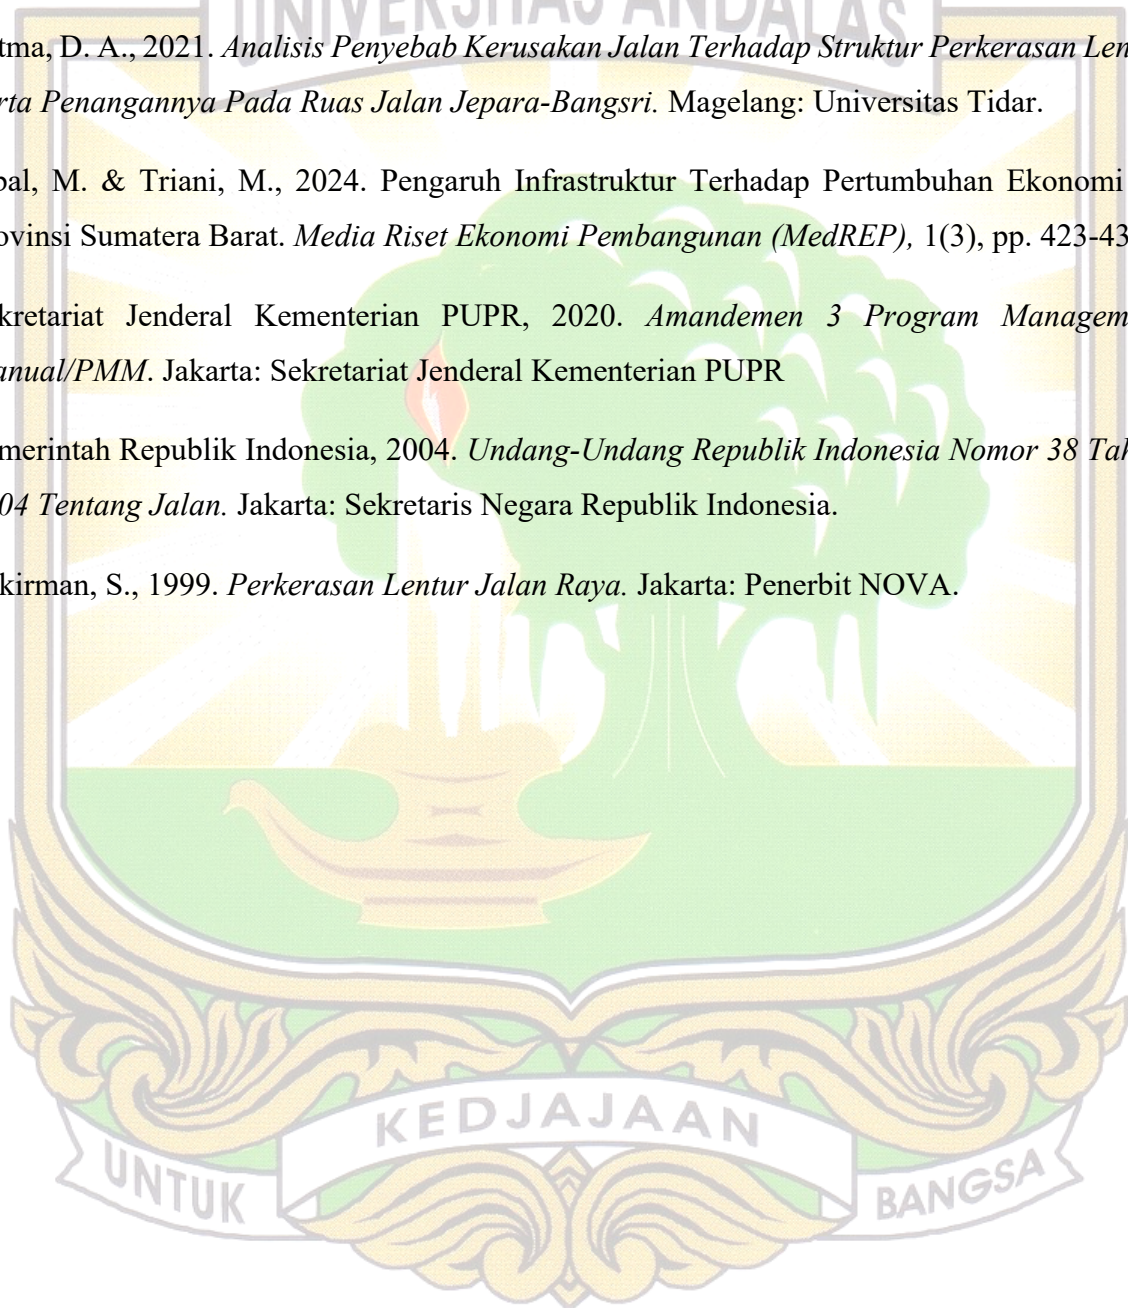 UNIVERSITAS ANDALAS
tma, D. A., 2021. Analisis Penyebab Kerusakan Jalan Terhadap Struktur Perkerasan Len
rta Penangannya Pada Ruas Jalan Jepara-Bangsri. Magelang: Universitas Tidar.
bal, M. & Triani, M., 2024. Pengaruh Infrastruktur Terhadap Pertumbuhan Ekonomi
ovinsi Sumatera Barat. Media Riset Ekonomi Pembangunan (MedREP), 1(3), pp. 423-43
kretariat Jenderal Kementerian PUPR, 2020. Amandemen 3 Program Managem
anual/PMM. Jakarta: Sekretariat Jenderal Kementerian PUPR
merintah Republik Indonesia, 2004. Undang-Undang Republik Indonesia Nomor 38 Tah
04 Tentang Jalan. Jakarta: Sekretaris Negara Republik Indonesia.
kirman, S., 1999. Perkerasan Lentur Jalan Raya. Jakarta: Penerbit NOVA.
UNTUK KEDJAJAAN BANGSA